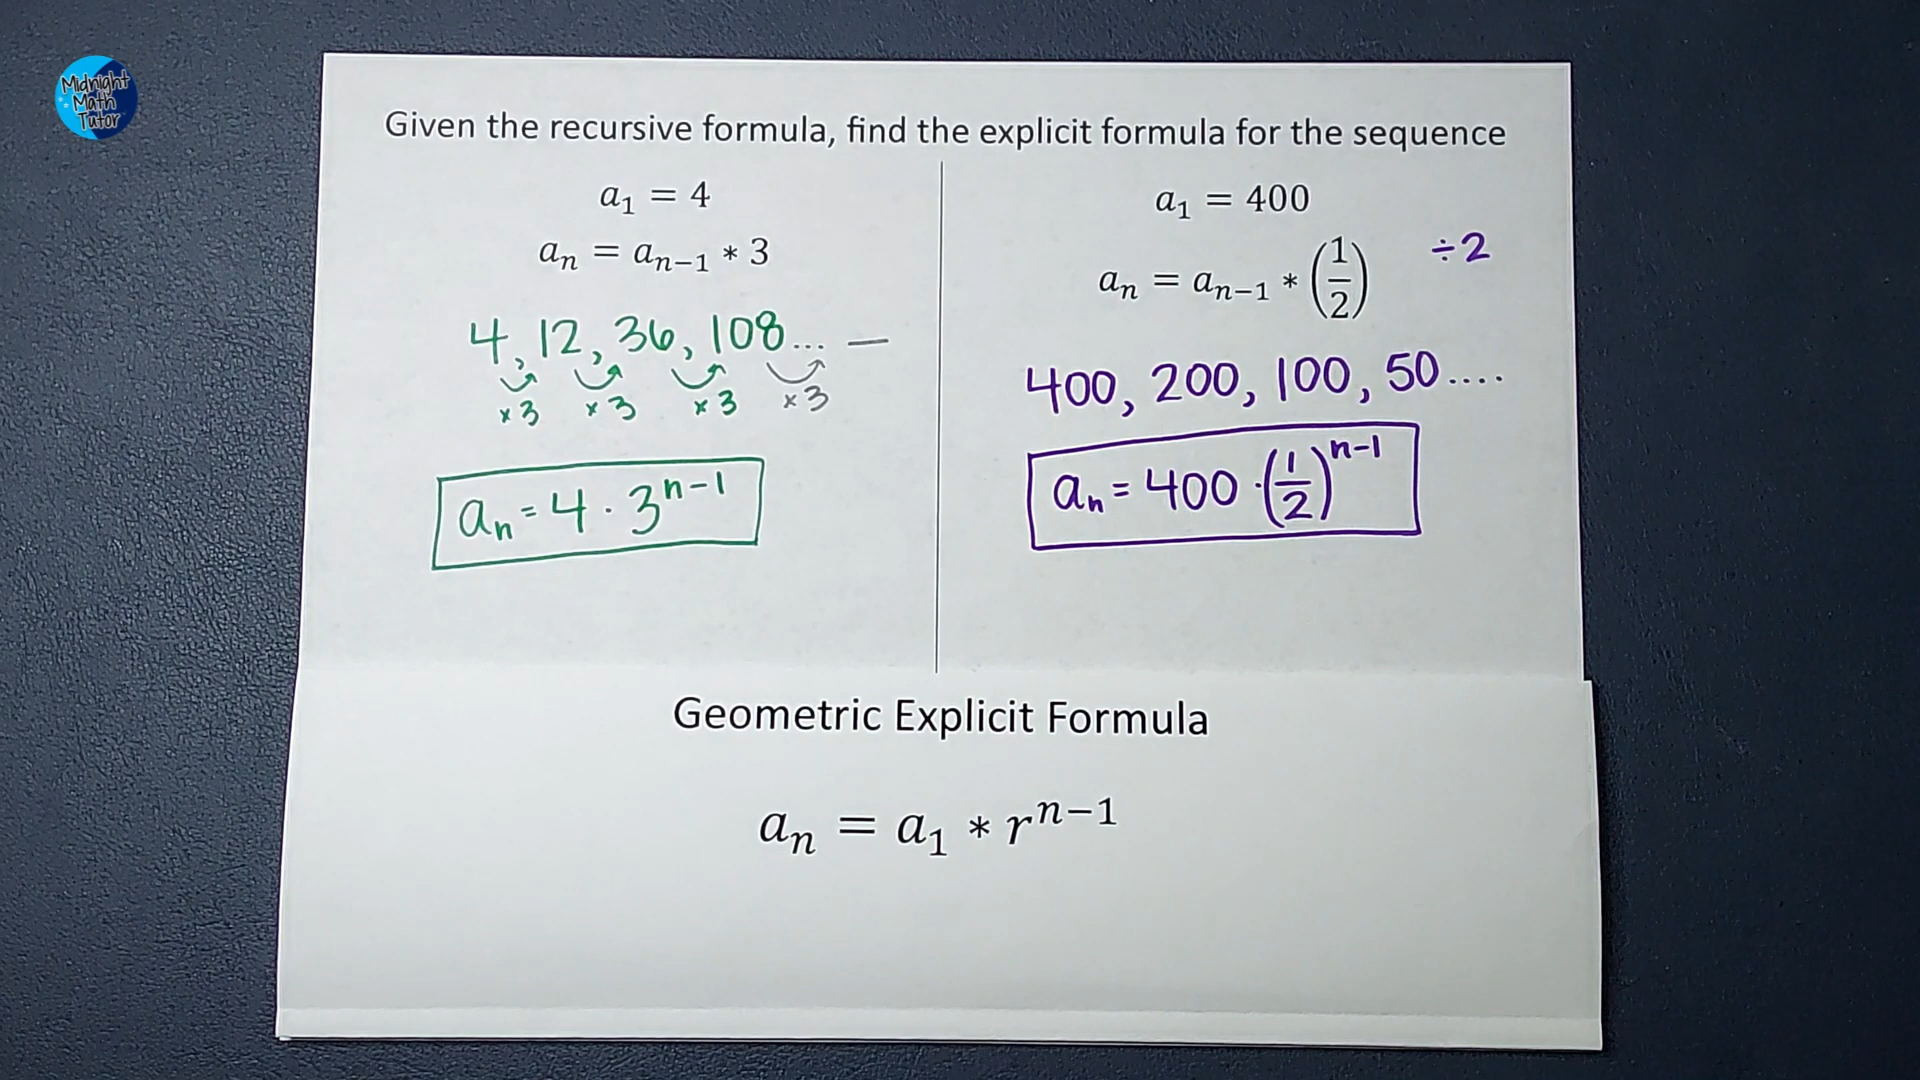 Midnight
Math
Tutor
Given the recursive formula, find the explicit formula for the sequence
a₁ = 4
aₙ = aₙ₋₁ * 3
4, 12, 36, 108... —
×3 ×3 ×3 ×3
aₙ = 4 · 3ⁿ⁻¹
a₁ = 400
÷2
aₙ = aₙ₋₁ * (1/2)
400, 200, 100, 50....
aₙ = 400 · (1/2)ⁿ⁻¹
Geometric Explicit Formula
aₙ = a₁ * rⁿ⁻¹